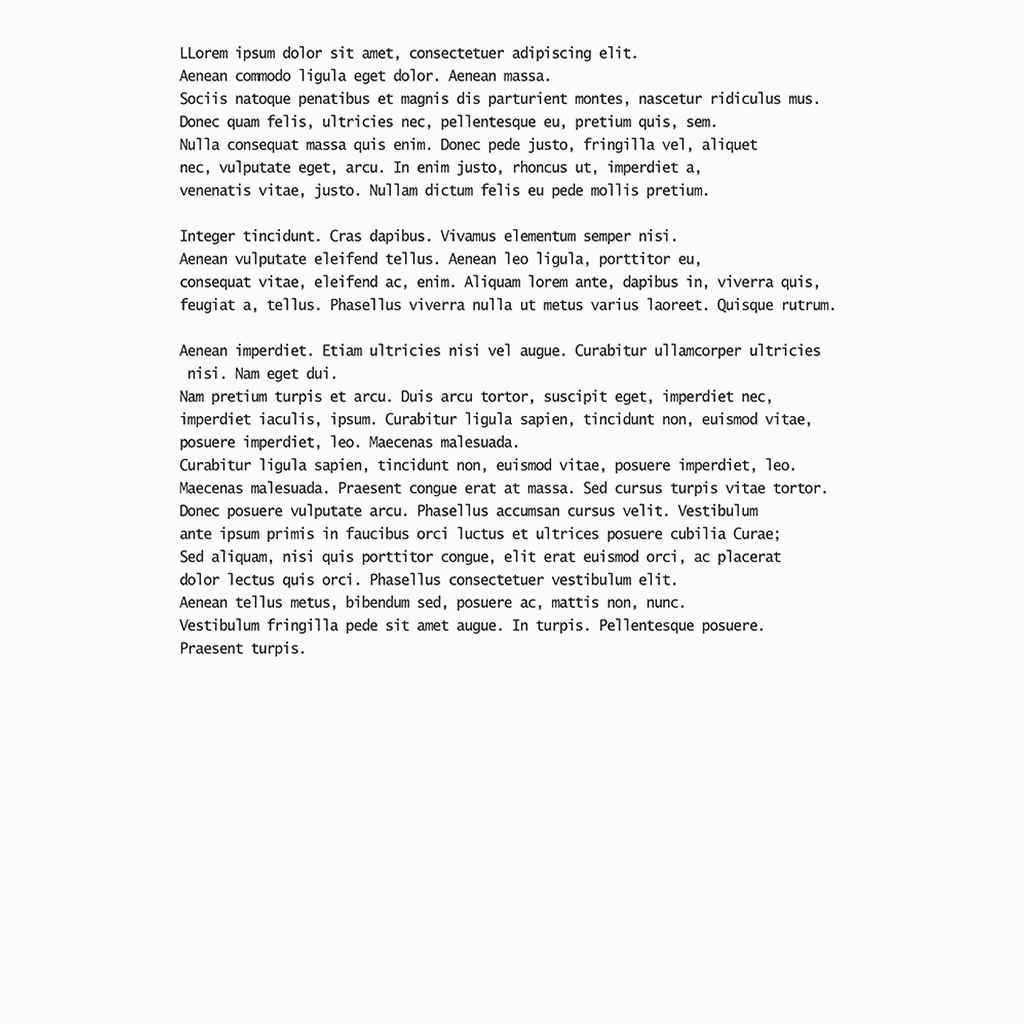 LLorem ipsum dolor sit amet, consectetuer adipiscing elit.
Aenean commodo ligula eget dolor. Aenean massa.
Sociis natoque penatibus et magnis dis parturient montes, nascetur ridiculus mus.
Donec quam felis, ultricies nec, pellentesque eu, pretium quis, sem.
Nulla consequat massa quis enim. Donec pede justo, fringilla vel, aliquet
nec, vulputate eget, arcu. In enim justo, rhoncus ut, imperdiet a,
venenatis vitae, justo. Nullam dictum felis eu pede mollis pretium.

Integer tincidunt. Cras dapibus. Vivamus elementum semper nisi.
Aenean vulputate eleifend tellus. Aenean leo ligula, porttitor eu,
consequat vitae, eleifend ac, enim. Aliquam lorem ante, dapibus in, viverra quis,
feugiat a, tellus. Phasellus viverra nulla ut metus varius laoreet. Quisque rutrum.

Aenean imperdiet. Etiam ultricies nisi vel augue. Curabitur ullamcorper ultricies
 nisi. Nam eget dui.
Nam pretium turpis et arcu. Duis arcu tortor, suscipit eget, imperdiet nec,
imperdiet iaculis, ipsum. Curabitur ligula sapien, tincidunt non, euismod vitae,
posuere imperdiet, leo. Maecenas malesuada.
Curabitur ligula sapien, tincidunt non, euismod vitae, posuere imperdiet, leo.
Maecenas malesuada. Praesent congue erat at massa. Sed cursus turpis vitae tortor.
Donec posuere vulputate arcu. Phasellus accumsan cursus velit. Vestibulum
ante ipsum primis in faucibus orci luctus et ultrices posuere cubilia Curae;
Sed aliquam, nisi quis porttitor congue, elit erat euismod orci, ac placerat
dolor lectus quis orci. Phasellus consectetuer vestibulum elit.
Aenean tellus metus, bibendum sed, posuere ac, mattis non, nunc.
Vestibulum fringilla pede sit amet augue. In turpis. Pellentesque posuere.
Praesent turpis.